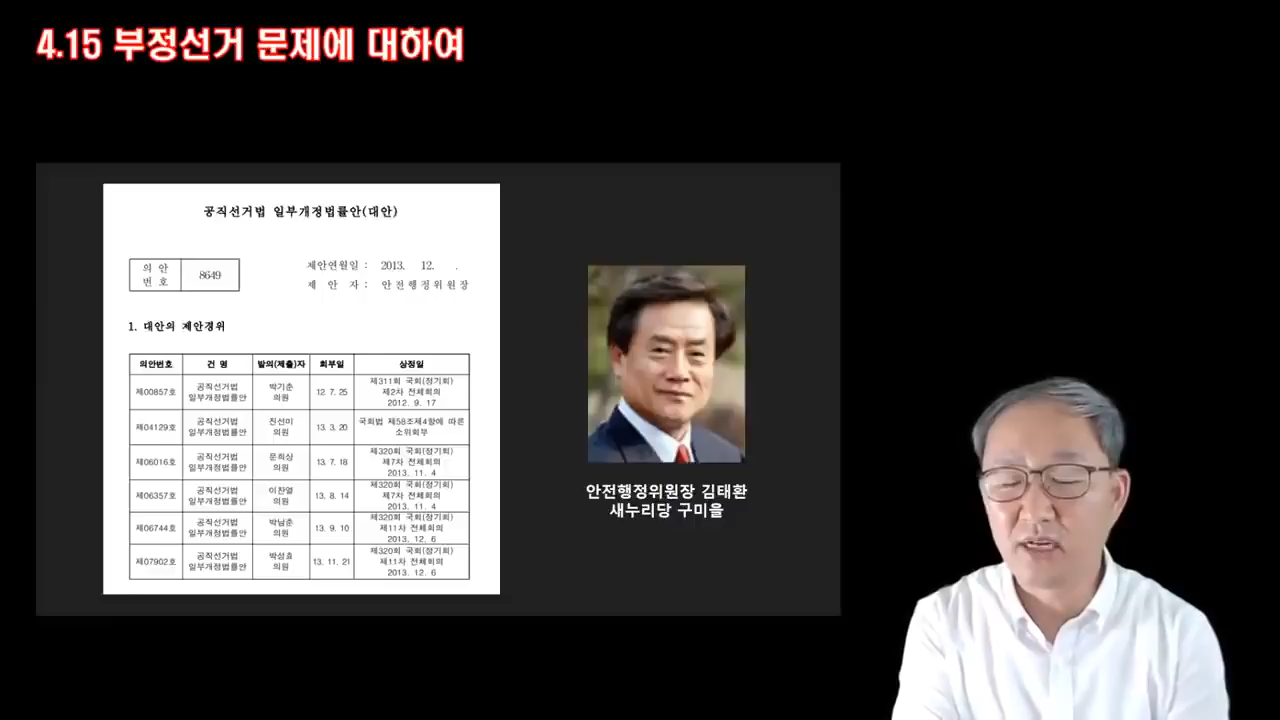 4.15 부정선거 문제에 대하여
공직선거법 일부개정법률안(대안)
의 안
번 호
8649
제안연월일 : 2013. 12. .
제 안 자 : 안전행정위원장
1. 대안의 제안경위
의안번호 건 명 발의(제출)자 회부일 상정일
제00857호 공직선거법 일부개정법률안 박기춘 의원 12. 7. 25 제311회 국회(정기회) 제2차 전체회의 2012. 9. 17
제04129호 공직선거법 일부개정법률안 진선미 의원 13. 3. 20 국회법 제58조제4항에 따른 소위회부
제06016호 공직선거법 일부개정법률안 문희상 의원 13. 7. 18 제320회 국회(정기회) 제7차 전체회의 2013. 11. 4
제06357호 공직선거법 일부개정법률안 이찬열 의원 13. 8. 14 제320회 국회(정기회) 제7차 전체회의 2013. 11. 4
제06744호 공직선거법 일부개정법률안 박남춘 의원 13. 9. 10 제320회 국회(정기회) 제11차 전체회의 2013. 12. 6
제07902호 공직선거법 일부개정법률안 박성효 의원 13. 11. 21 제320회 국회(정기회) 제11차 전체회의 2013. 12. 6
안전행정위원장 김태환
새누리당 구미을